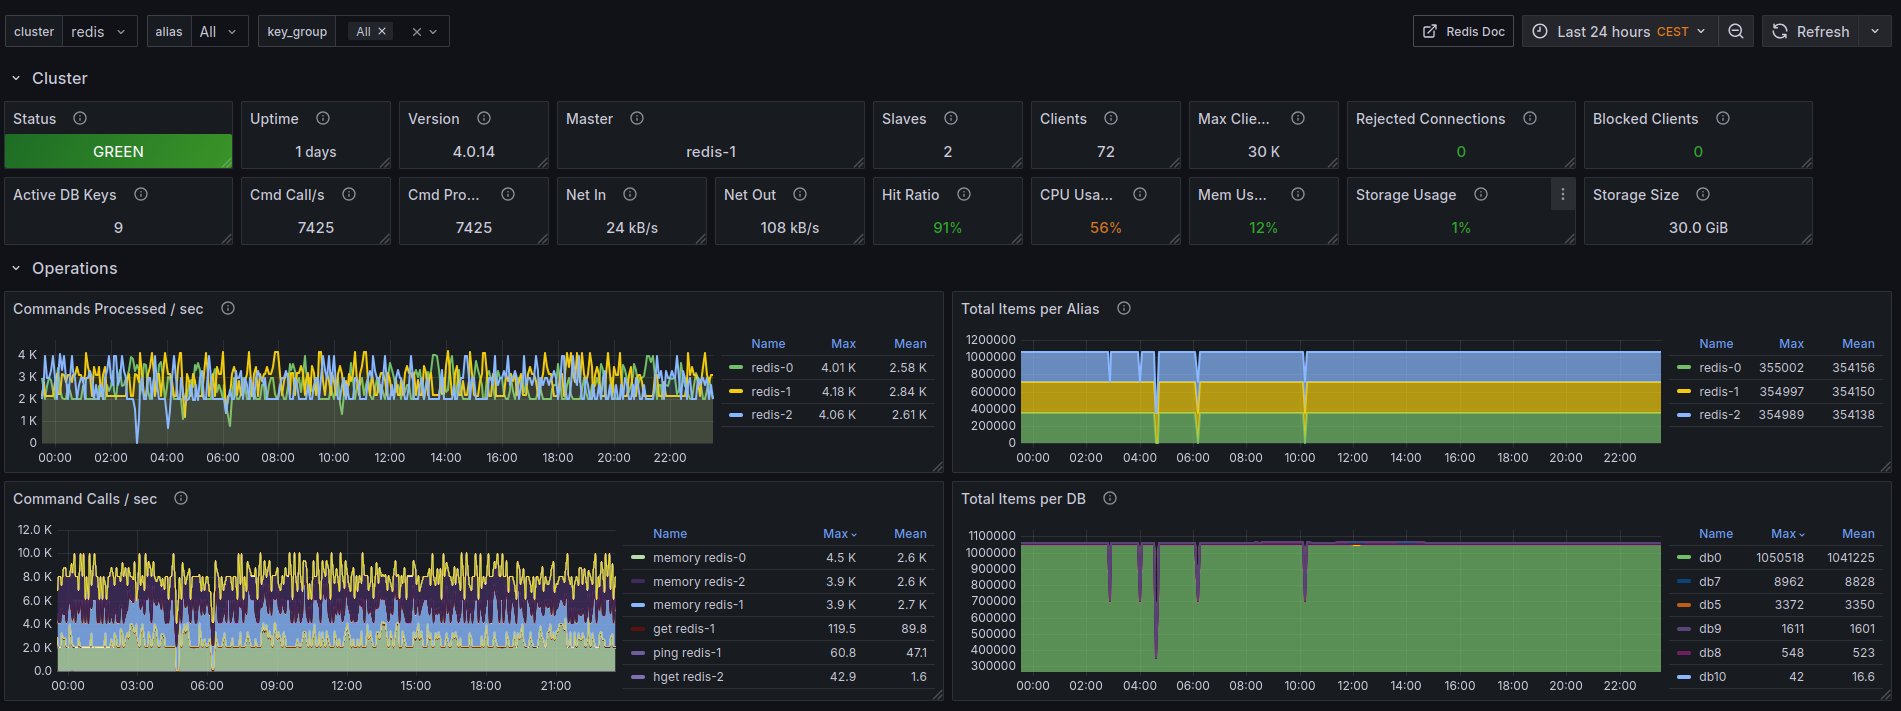 cluster redis alias All key_group All Redis Doc Last 24 hours CEST Refresh
Cluster
Status Uptime Version Master Slaves Clients Max Clie... Rejected Connections Blocked Clients
GREEN 1 days 4.0.14 redis-1 2 72 30 K 0 0
Active DB Keys Cmd Call/s Cmd Pro... Net In Net Out Hit Ratio CPU Usa... Mem Us... Storage Usage Storage Size
9 7425 7425 24 kB/s 108 kB/s 91% 56% 12% 1% 30.0 GiB
Operations
Commands Processed / sec
4 K
3 K
2 K
1 K
0
00:00 02:00 04:00 06:00 08:00 10:00 12:00 14:00 16:00 18:00 20:00 22:00
Name Max Mean
redis-0 4.01 K 2.58 K
redis-1 4.18 K 2.84 K
redis-2 4.06 K 2.61 K
Total Items per Alias
1200000
1000000
800000
600000
400000
200000
0
00:00 02:00 04:00 06:00 08:00 10:00 12:00 14:00 16:00 18:00 20:00 22:00
Name Max Mean
redis-0 355002 354156
redis-1 354997 354150
redis-2 354989 354138
Command Calls / sec
12.0 K
10.0 K
8.0 K
6.0 K
4.0 K
2.0 K
0.0
00:00 03:00 06:00 09:00 12:00 15:00 18:00 21:00
Name Max Mean
memory redis-0 4.5 K 2.6 K
memory redis-2 3.9 K 2.6 K
memory redis-1 3.9 K 2.7 K
get redis-1 119.5 89.8
ping redis-1 60.8 47.1
hget redis-2 42.9 1.6
Total Items per DB
1100000
1000000
900000
800000
700000
600000
500000
400000
300000
00:00 02:00 04:00 06:00 08:00 10:00 12:00 14:00 16:00 18:00 20:00 22:00
Name Max Mean
db0 1050518 1041225
db7 8962 8828
db5 3372 3350
db9 1611 1601
db8 548 523
db10 42 16.6